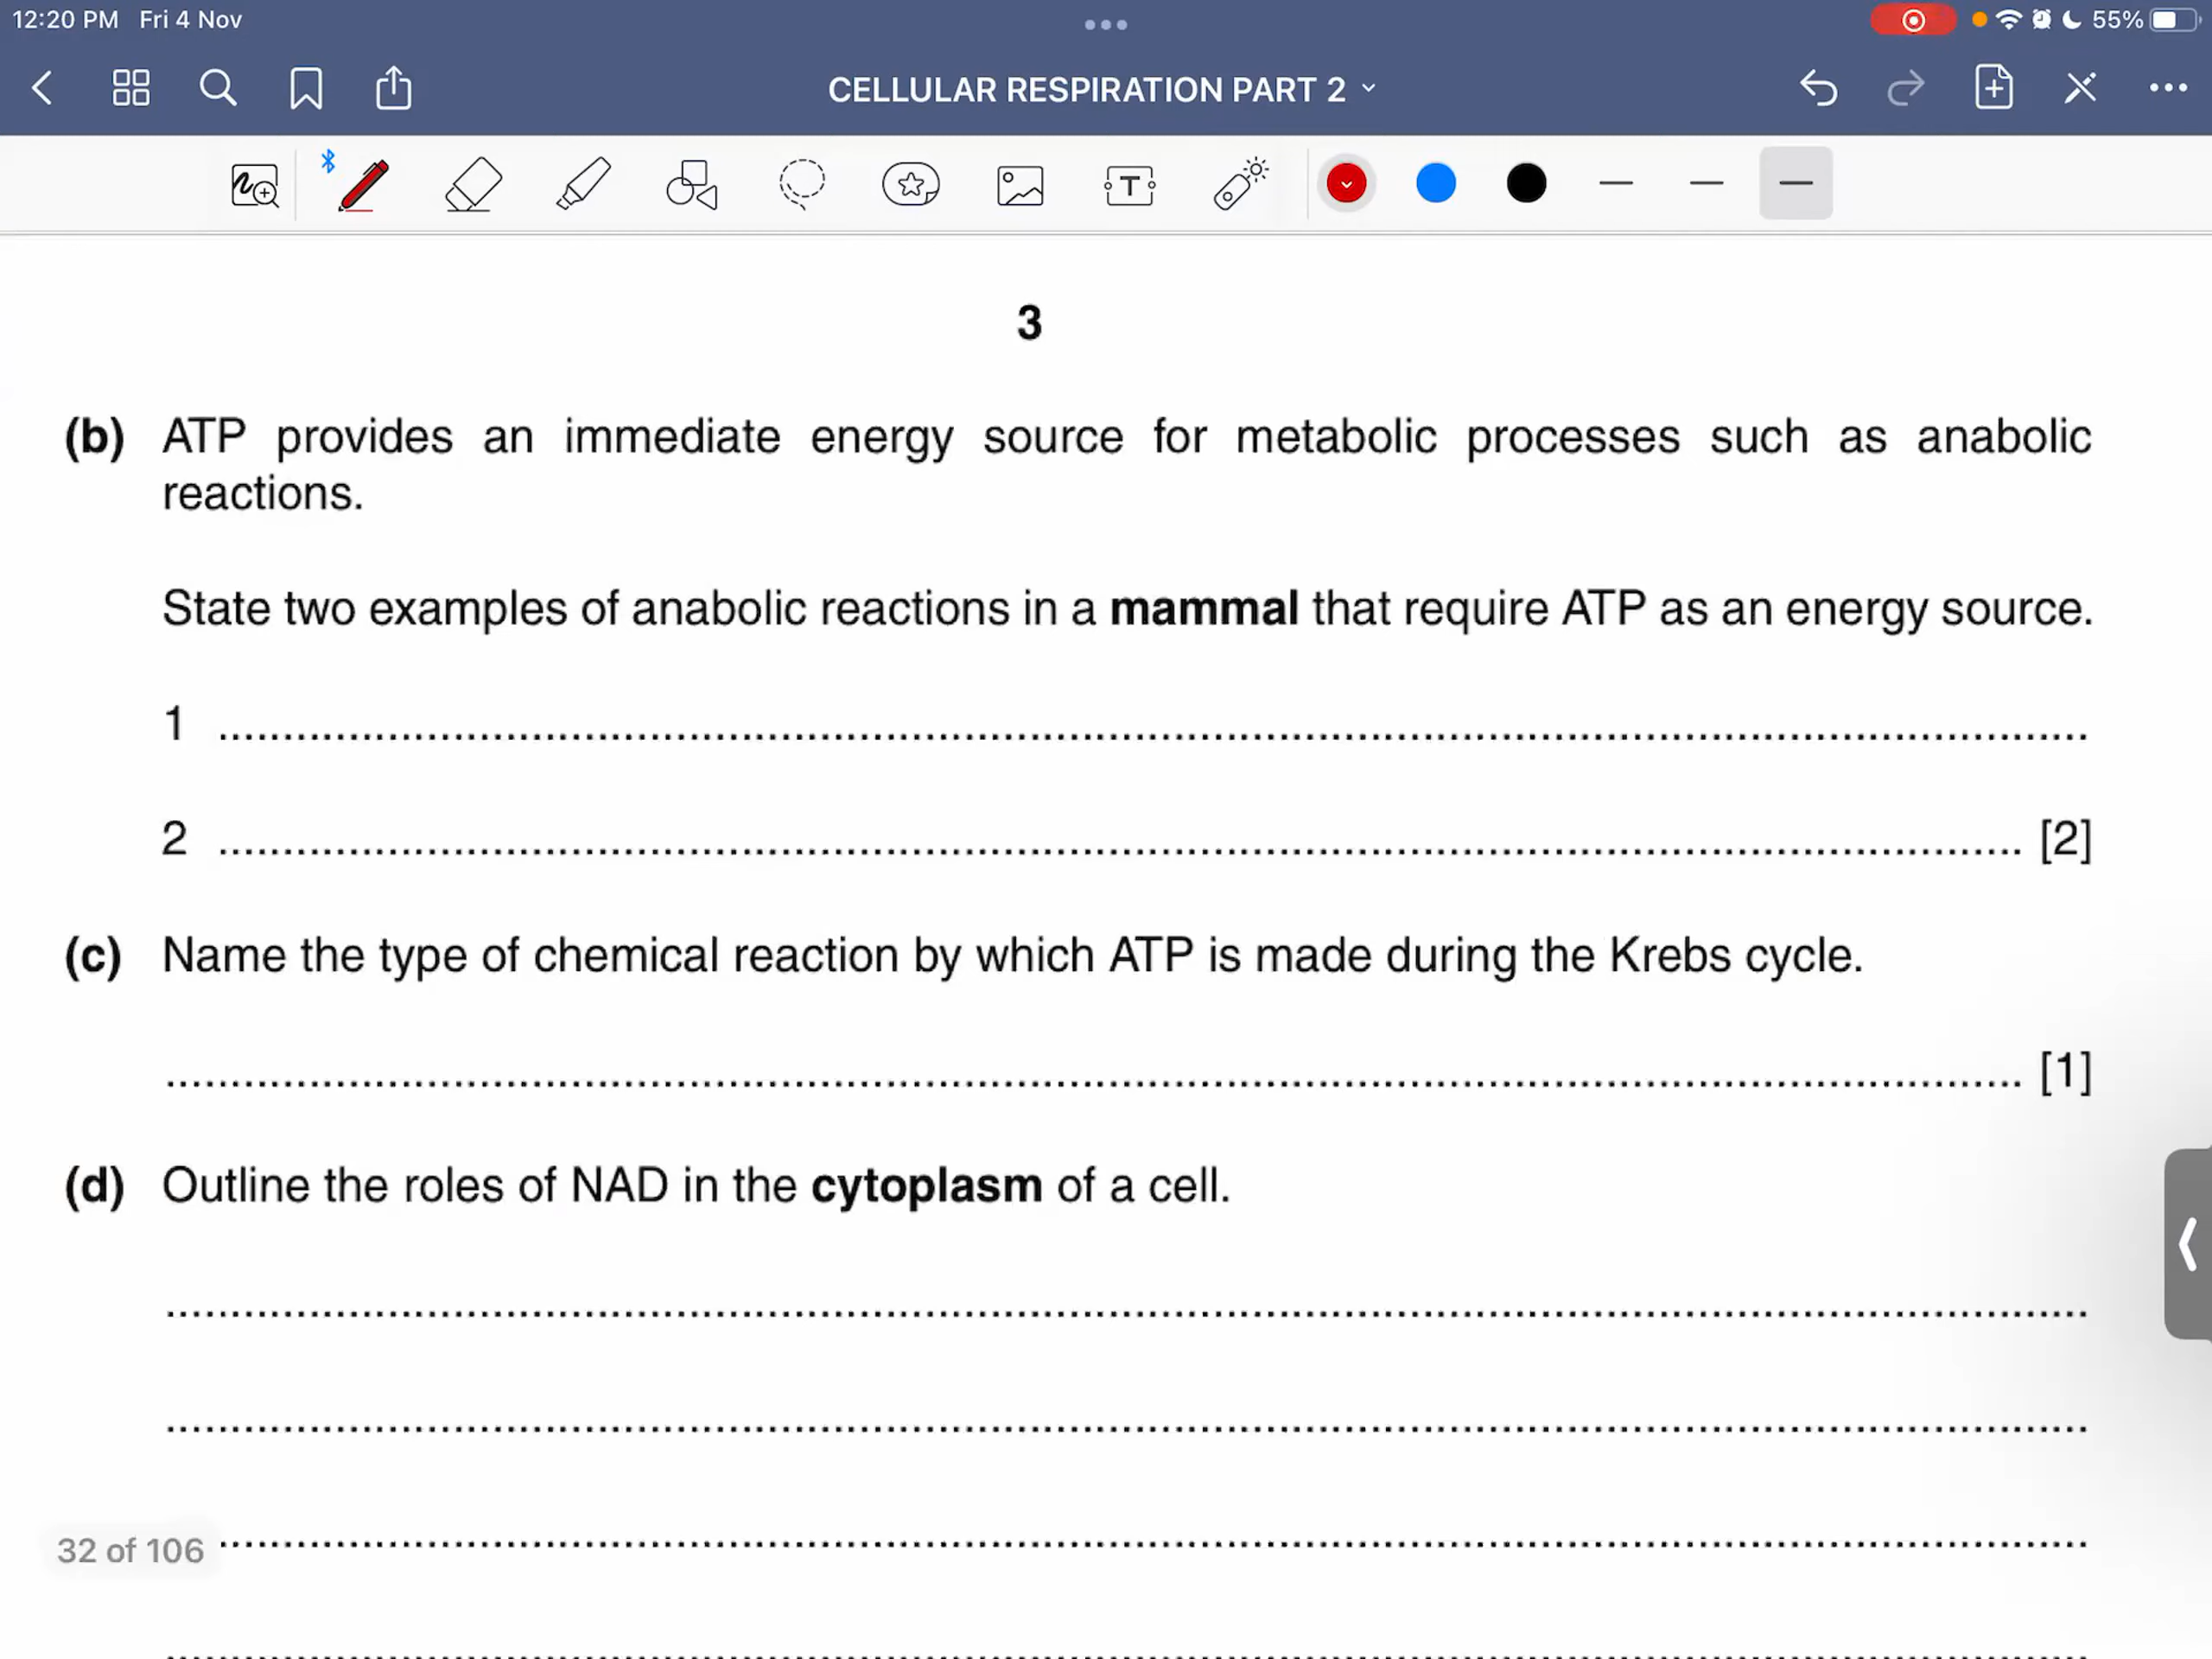 12:20 PM Fri 4 Nov
55%
CELLULAR RESPIRATION PART 2
T
3
(b) ATP provides an immediate energy source for metabolic processes such as anabolic
reactions.
State two examples of anabolic reactions in a mammal that require ATP as an energy source.
1 ................................................................
2 ................................................................ [2]
(c) Name the type of chemical reaction by which ATP is made during the Krebs cycle.
................................................................ [1]
(d) Outline the roles of NAD in the cytoplasm of a cell.
................................................................
................................................................
32 of 106 ................................................................
................................................................